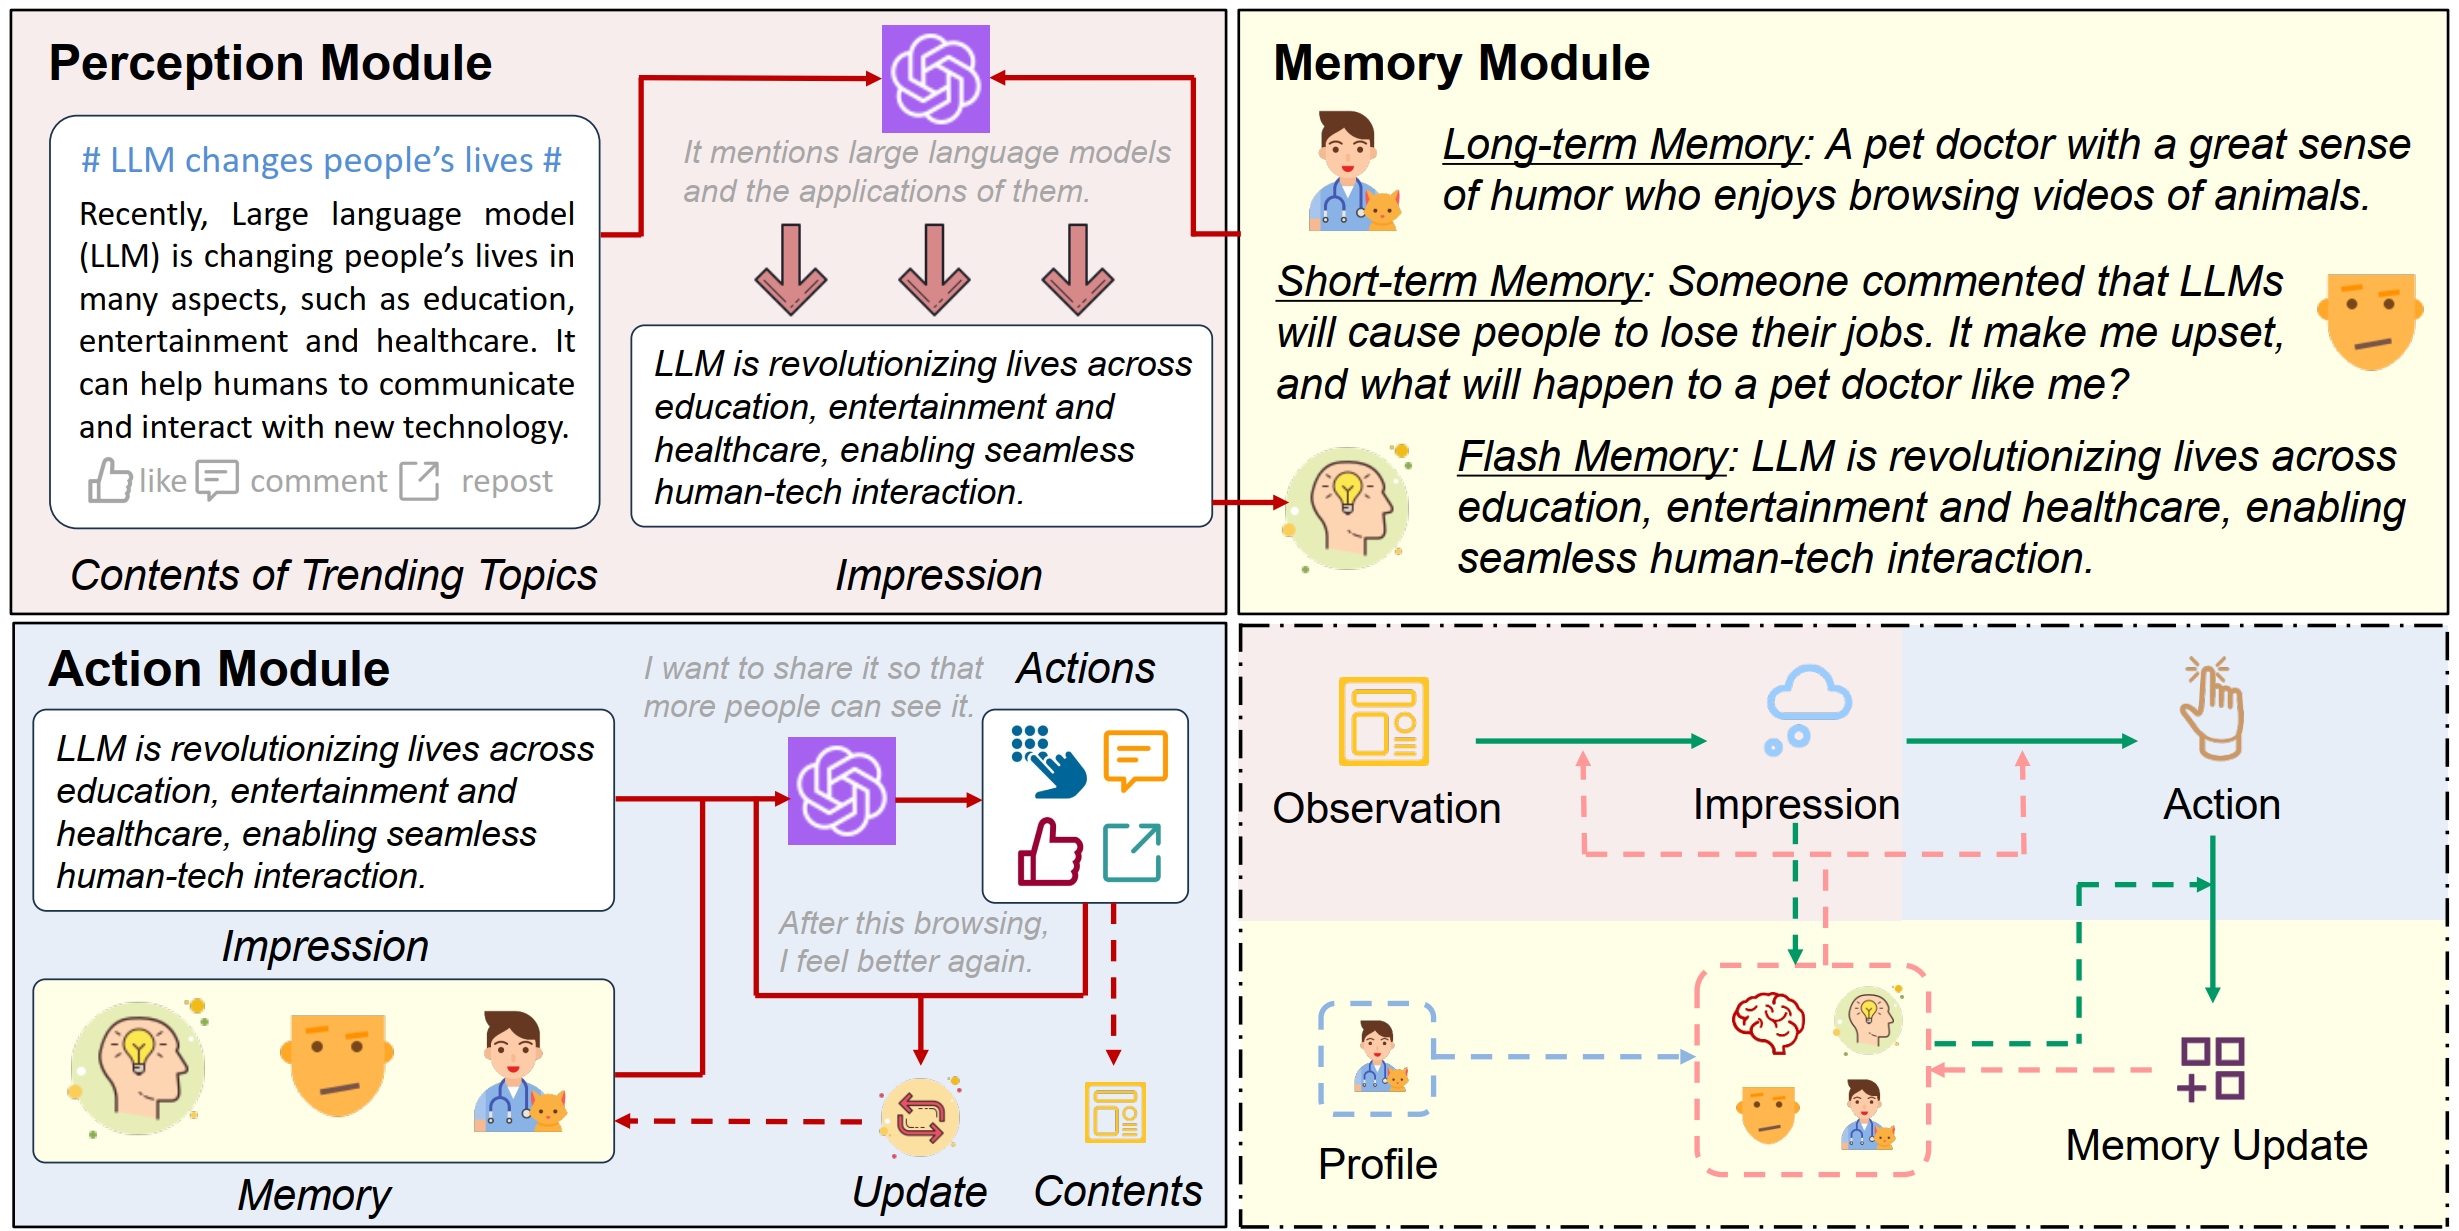 Perception Module
# LLM changes people's lives #
Recently, Large language model
(LLM) is changing people's lives in
many aspects, such as education,
entertainment and healthcare. It
can help humans to communicate
and interact with new technology.
like comment repost
Contents of Trending Topics
It mentions large language models
and the applications of them.
LLM is revolutionizing lives across
education, entertainment and
healthcare, enabling seamless
human-tech interaction.
Impression
Memory Module
Long-term Memory: A pet doctor with a great sense
of humor who enjoys browsing videos of animals.
Short-term Memory: Someone commented that LLMs
will cause people to lose their jobs. It make me upset,
and what will happen to a pet doctor like me?
Flash Memory: LLM is revolutionizing lives across
education, entertainment and healthcare, enabling
seamless human-tech interaction.
Action Module
LLM is revolutionizing lives across
education, entertainment and
healthcare, enabling seamless
human-tech interaction.
Impression
Memory
I want to share it so that
more people can see it.
Actions
After this browsing,
I feel better again.
Update
Contents
Observation
Impression
Action
Profile
Memory Update